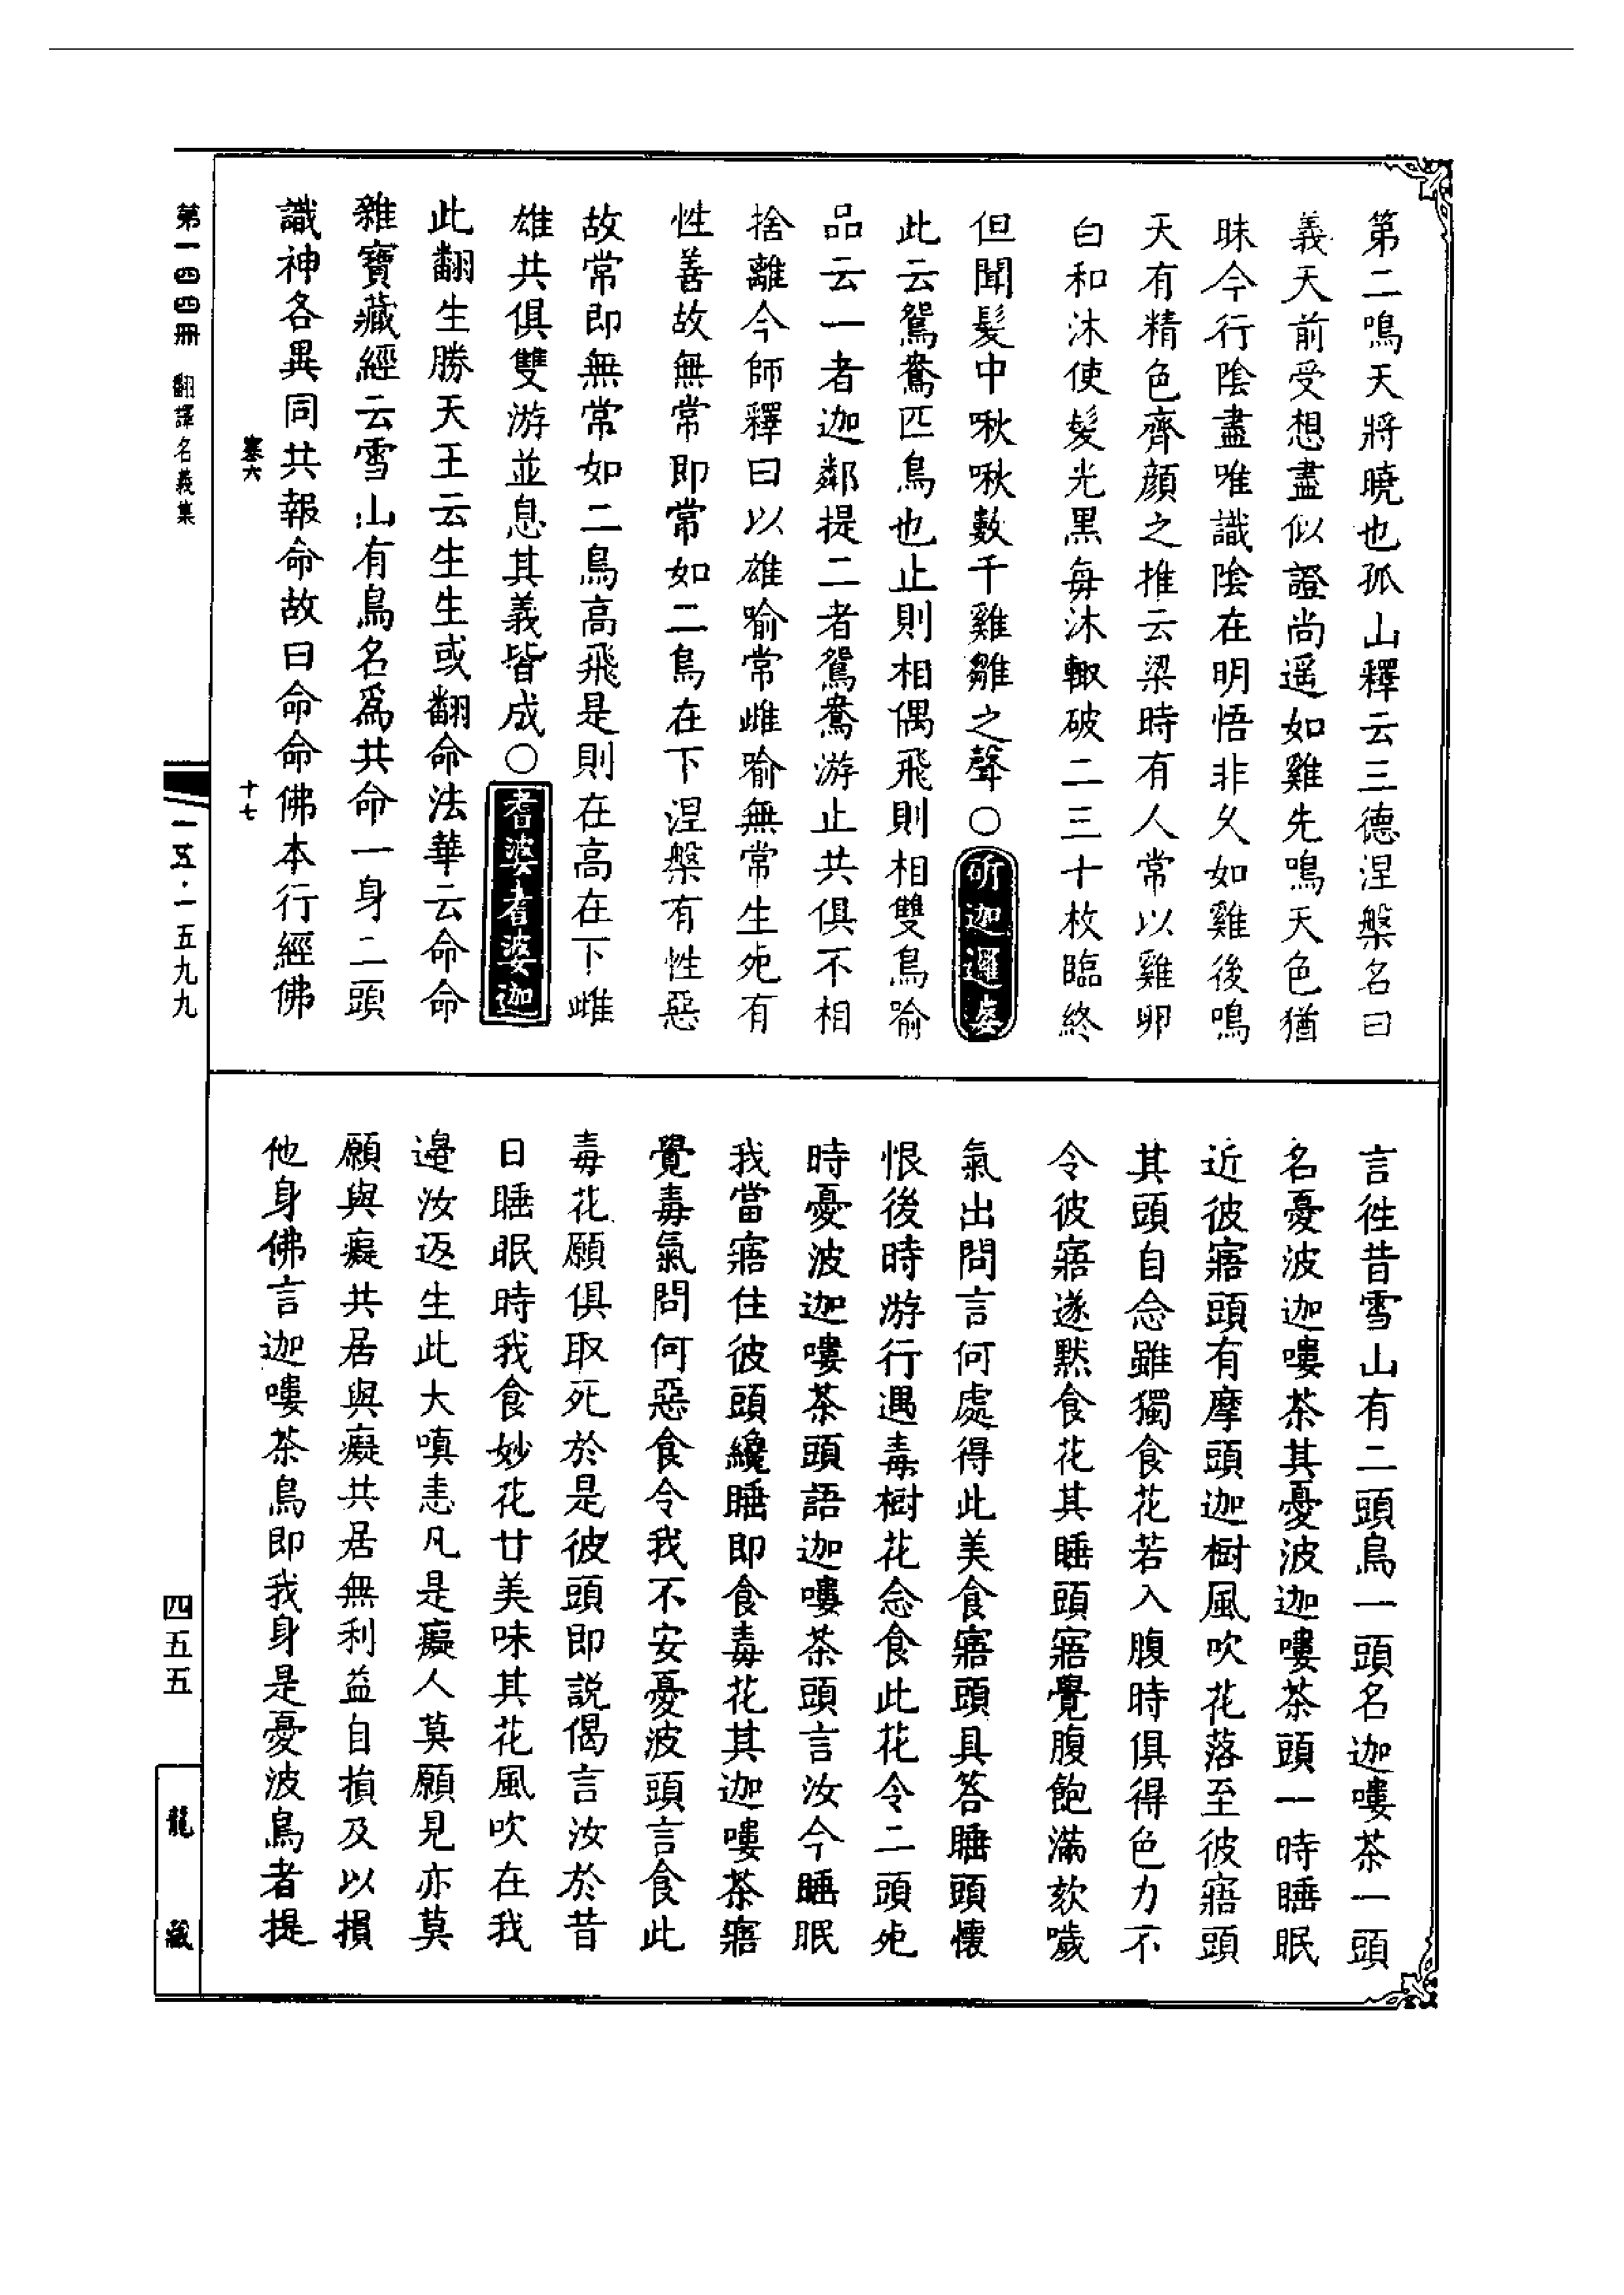 第二鳴天將曉也孤山釋云三德涅槃名曰
義天前受想盡似證尚遥如雞先鳴天色猶
昧今行陰盡唯識陰在明悟非久如雞後鳴
天有精色齊顔之推云梁時有人常以雞卵
白和沐使髮光黑每沐輙破二三十枚臨終
但聞髮中啾啾數千雞雛之聲〇斫迦邏婆
此云鴛鴦匹鳥也止則相偶飛則相雙鳥喻
品云一者迦鄰提二者鴛鴦游止共俱不相
捨離今師釋曰以雄喻常雌喻無常生死有
性善故無常即常如二鳥在下涅槃有性惡
故常即無常如二鳥高飛是則在高在下雌
雄共俱雙游並息其義皆成〇耆婆耆婆迦
此翻生勝天王云生生或翻命法華云命命
雜寶藏經云雪山有鳥名爲共命一身二頭
識神各異同共報命故曰命命佛本行經佛
言徃昔雪山有二頭鳥一頭名迦嘍茶一頭
名憂波迦嘍茶其憂波迦嘍茶頭一時睡眠
近彼寤頭有摩頭迦樹風吹花落至彼寤頭
其頭自念雖獨食花若入腹時俱得色力不
令彼寤遂默食花其睡頭寤覺腹飽滿欬噦
氣出問言何處得此美食寤頭具答睡頭懷
恨後時游行遇毒樹花念食此花令二頭死
時憂波迦嘍茶頭語迦嘍茶頭言汝今睡眠
我當寤住彼頭纔睡即食毒花其迦嘍茶寤
覺毒氣問何惡食令我不安憂波頭言食此
毒花願俱取死於是彼頭即説偈言汝於昔
日睡眠時我食妙花甘美味其花風吹在我
邊汝返生此大嗔恚凡是癡人莫願見亦莫
願與癡共居與癡共居無利益自損及以損
他身佛言迦嘍茶鳥即我身是憂波鳥者提
第一四四冊 翻譯名義集
塞六
十七
一五·一五九九
四五五
龍藏